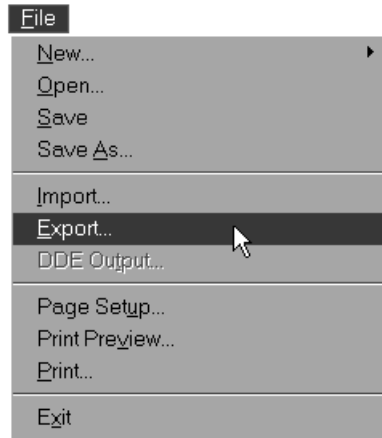 File
New...
Open...
Save
Save As...
Import...
Export...
DDE Output...
Page Setup...
Print Preview...
Print...
Exit